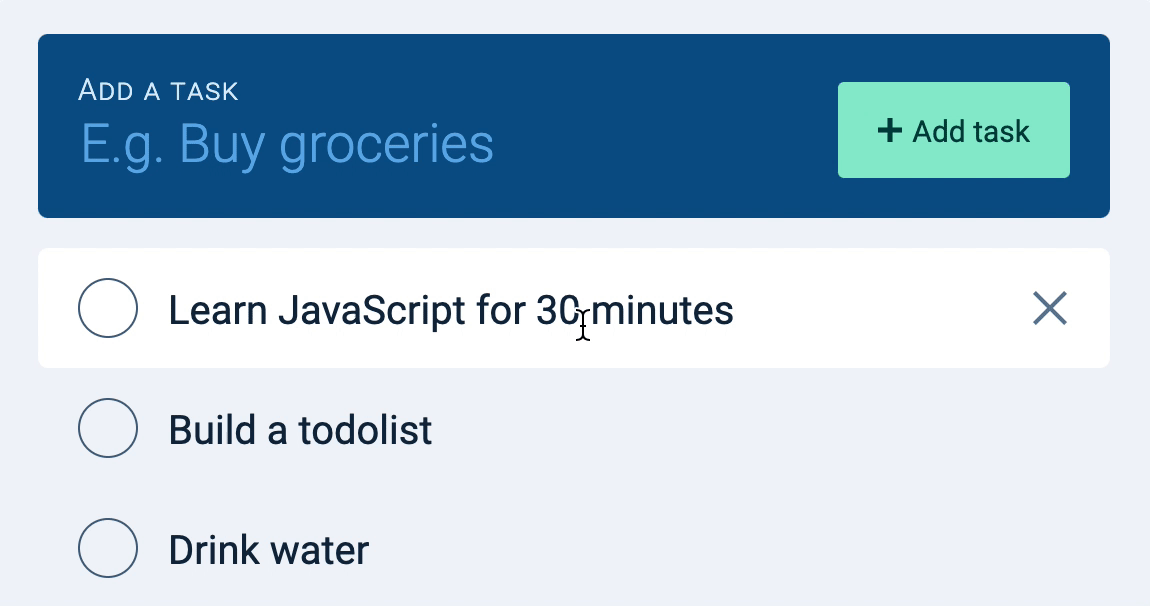 Add a task
E.g. Buy groceries
+ Add task
Learn JavaScript for 30 minutes
Build a todolist
Drink water